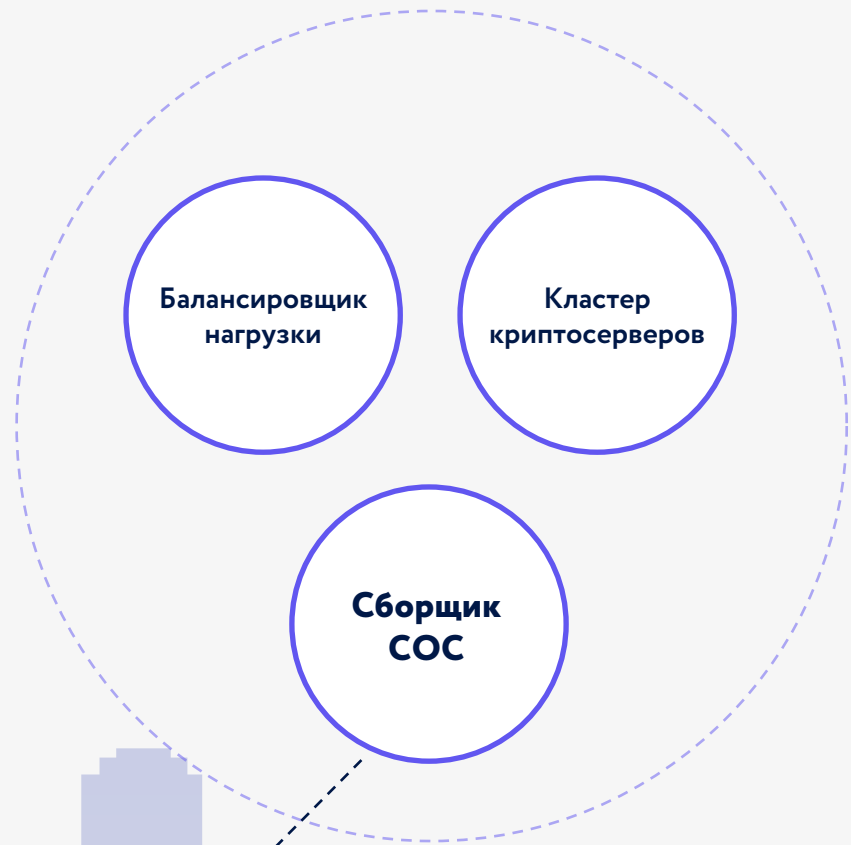 Балансировщик
нагрузки
Кластер
криптосерверов
Сборщик
СОС